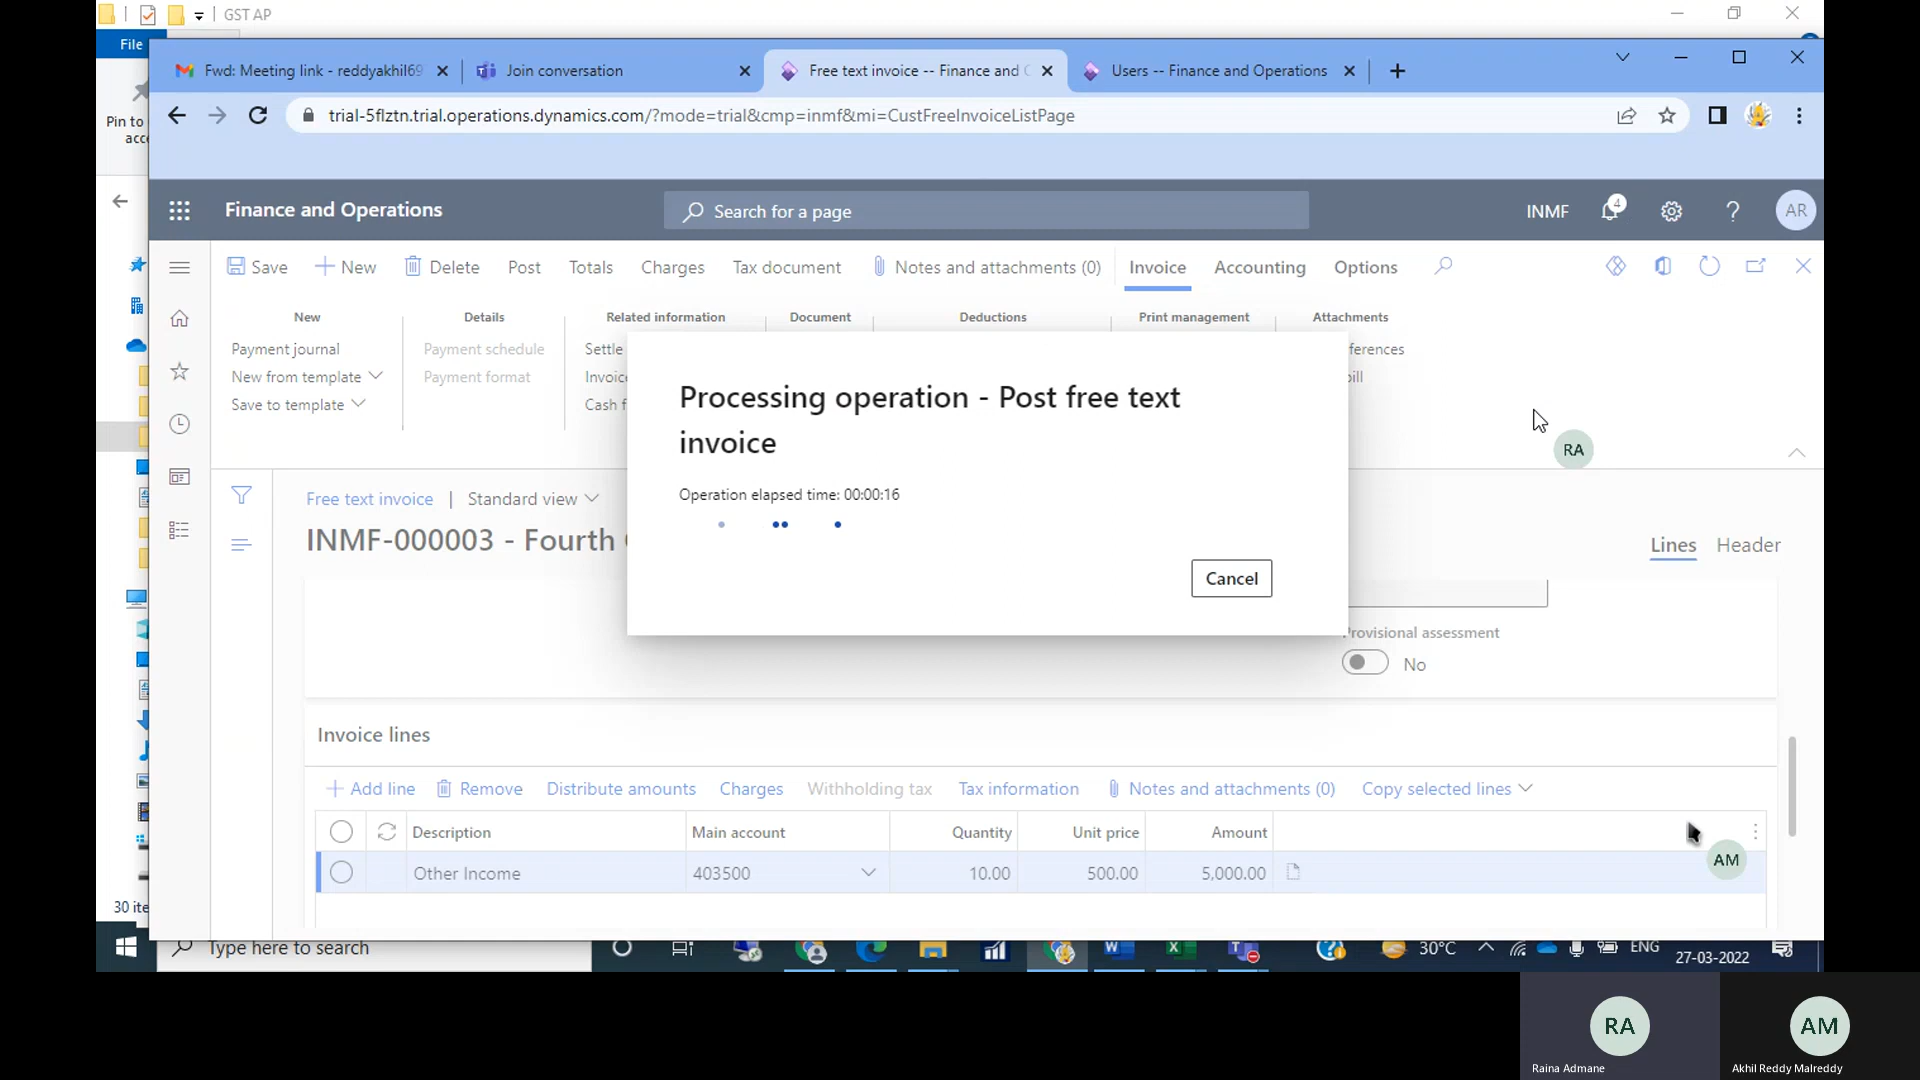 GST AP
File
Fwd: Meeting link - reddyakhil69
Join conversation
Free text invoice -- Finance and
Users -- Finance and Operations
trial-5flztn.trial.operations.dynamics.com/?mode=trial&cmp=inmf&mi=CustFreeInvoiceListPage
Pin to
acc
Finance and Operations
Search for a page
INMF
4
?
AR
Save
New
Delete
Post
Totals
Charges
Tax document
Notes and attachments (0)
Invoice
Accounting
Options
New
Details
Related information
Document
Deductions
Print management
Attachments
Payment journal
Payment schedule
Settle
ferences
New from template
Payment format
Invoice
bill
Save to template
Cash f
Processing operation - Post free text
invoice
Operation elapsed time: 00:00:16
Cancel
RA
Free text invoice | Standard view
INMF-000003 - Fourth
Lines
Header
Provisional assessment
No
Invoice lines
Add line
Remove
Distribute amounts
Charges
Withholding tax
Tax information
Notes and attachments (0)
Copy selected lines
Description
Main account
Quantity
Unit price
Amount
Other Income
403500
10.00
500.00
5,000.00
AM
30 ite
Type here to search
30°C
ENG
27-03-2022
RA
Raina Admane
AM
Akhil Reddy Malreddy